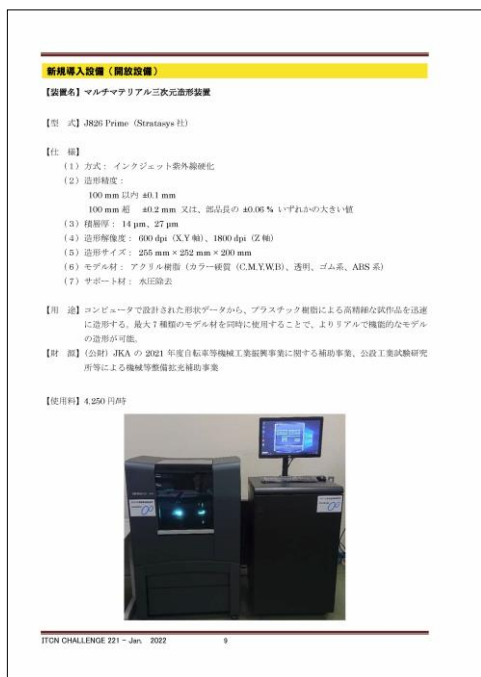 新規導入設備（開放設備）
【装置名】マルチマテリアル三次元造形装置
【型　式】J826 Prime（Stratasys 社）
【仕　様】
（1）方式： インクジェット紫外線硬化
（2）造形精度：
100 mm 以内 ±0.1 mm
100 mm 超　±0.2 mm 又は、部品長の ±0.06 % いずれかの大きい値
（3）積層厚： 14 μm、27 μm
（4）造形解像度： 600 dpi（X,Y 軸）、1800 dpi（Z 軸）
（5）造形サイズ： 255 mm × 252 mm × 200 mm
（6）モデル材： アクリル樹脂（カラー硬質（C,M,Y,W,B）、透明、ゴム系、ABS 系）
（7）サポート材： 水圧除去
【用　途】コンピュータで設計された形状データから、プラスチック樹脂による高精細な試作品を迅速
に造形する。最大 7 種類のモデル材を同時に使用することで、よりリアルで機能的なモデル
の造形が可能。
【財　源】（公財）JKA の 2021 年度自転車等機械工業振興事業に関する補助事業、公設工業試験研究
所等による機械等整備拡充補助事業
【使用料】4,250 円/時
ITCN CHALLENGE 221 − Jan. 2022　9